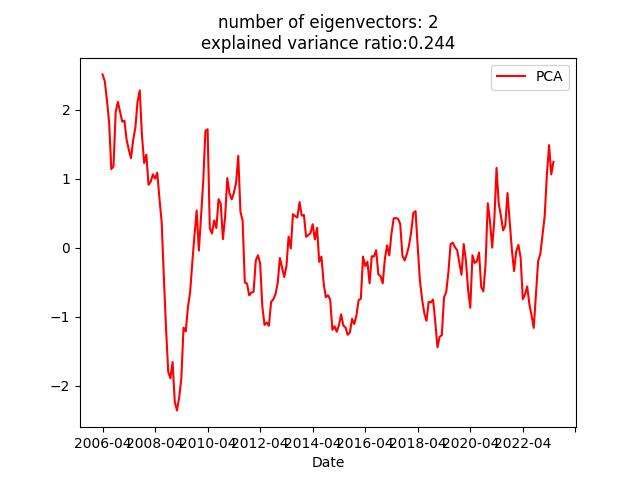 number of eigenvectors: 2
explained variance ratio:0.244
PCA
2
1
0
−1
−2
2006-04 2008-04 2010-04 2012-04 2014-04 2016-04 2018-04 2020-04 2022-04
Date